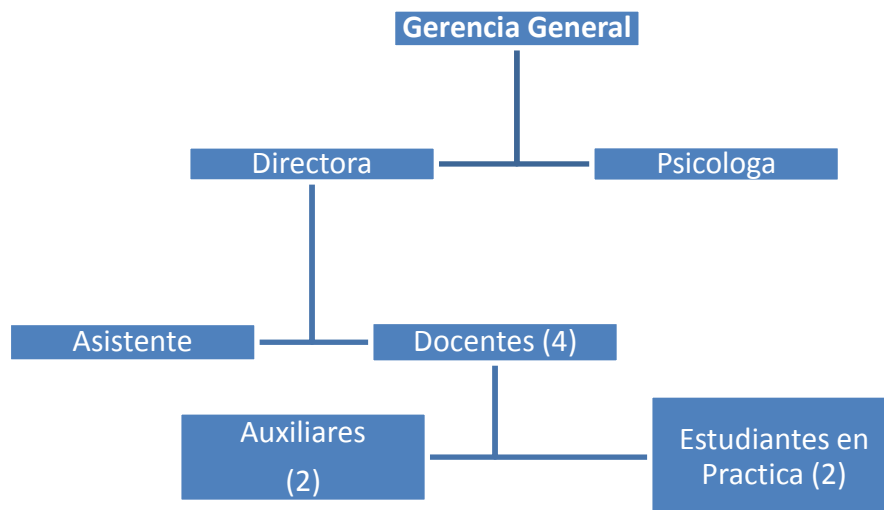 Gerencia General
Directora
Psicologa
Asistente
Docentes (4)
Auxiliares
(2)
Estudiantes en
Practica (2)